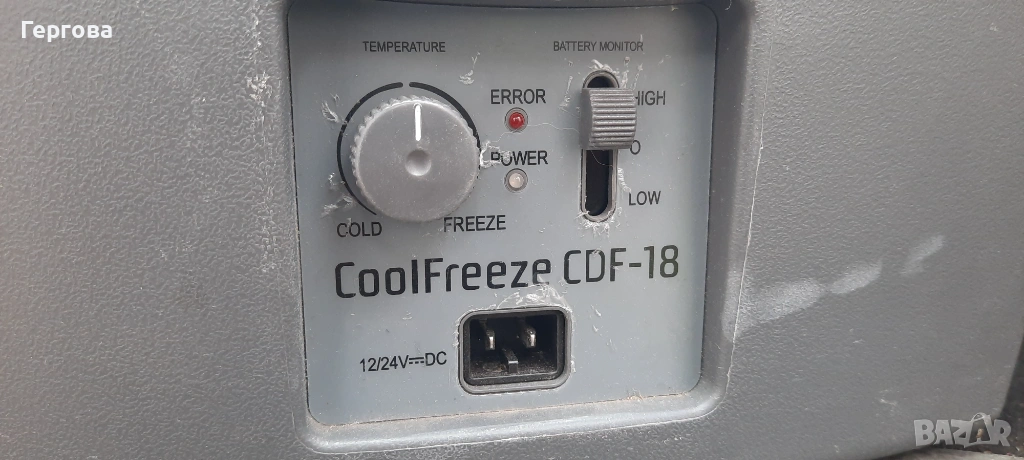 Гергова
TEMPERATURE
BATTERY MONITOR
ERROR
HIGH
POWER
O
LOW
COLD
FREEZE
CoolFreeze CDF-18
12/24V⎓DC
BAZAR